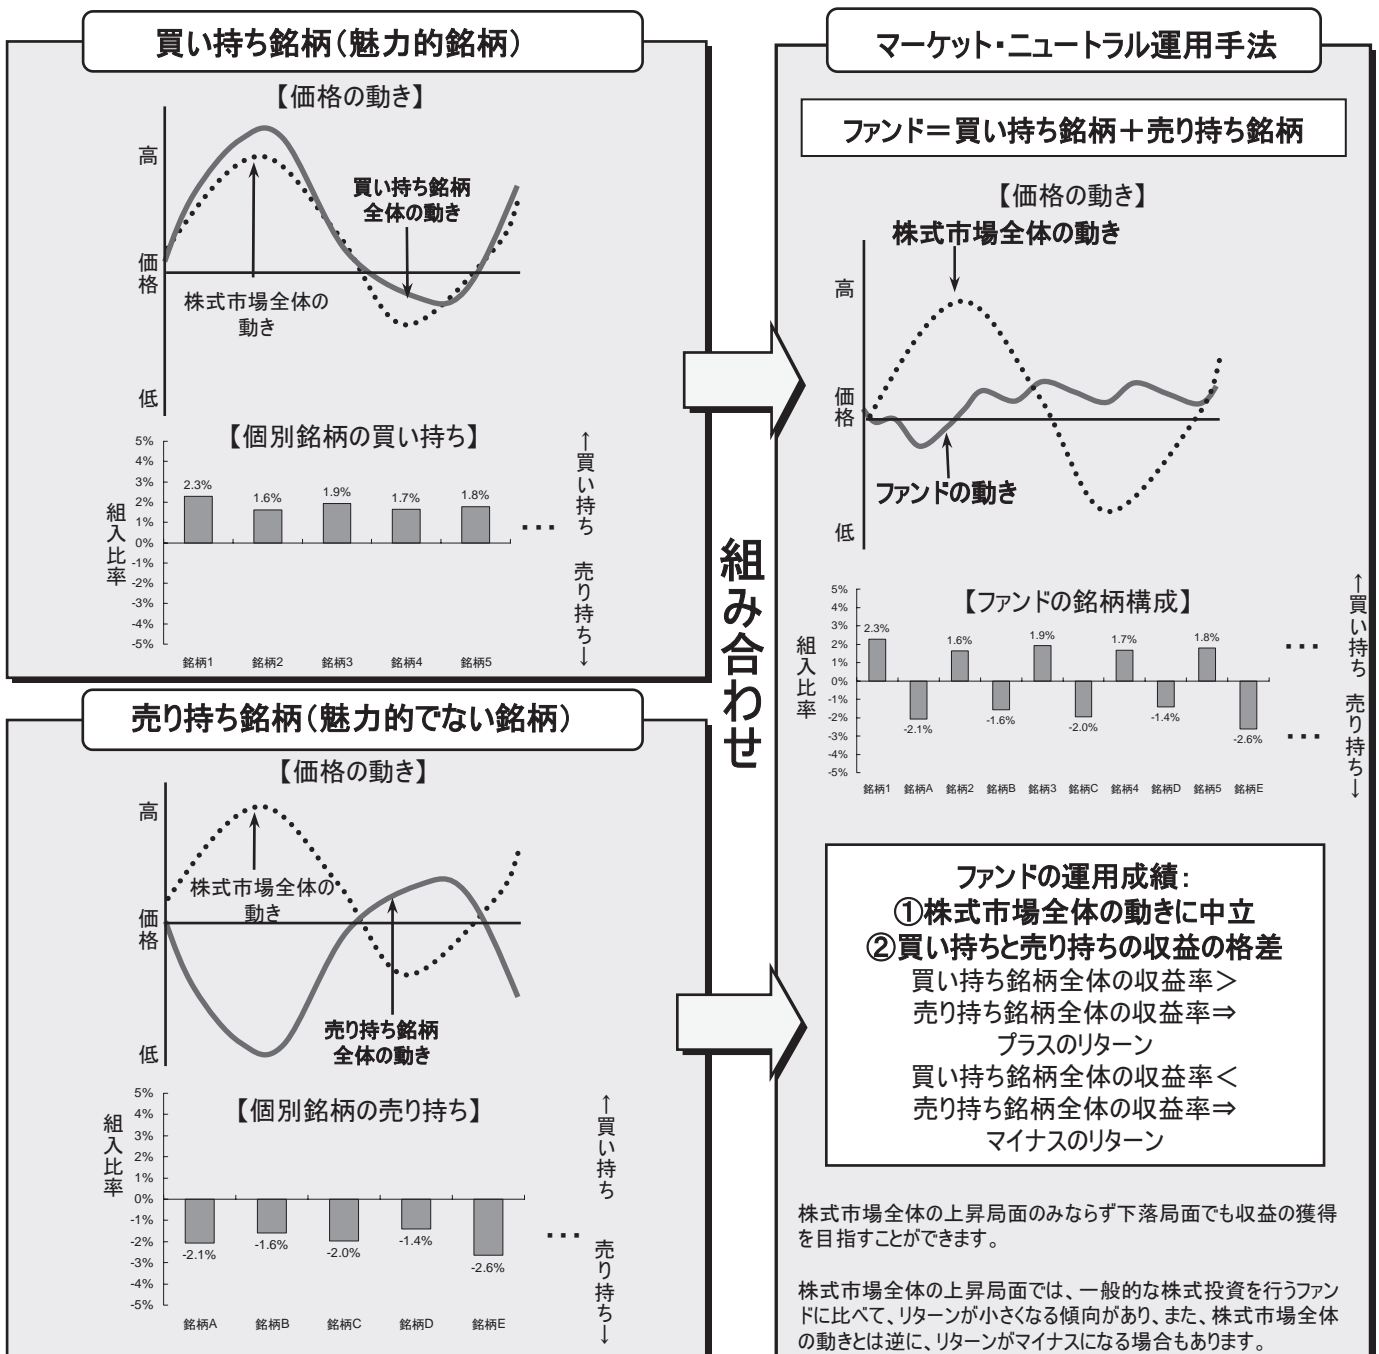 買い持ち銘柄（魅力的銘柄）
【価格の動き】
高
価格
低
買い持ち銘柄
全体の動き
株式市場全体の
動き
【個別銘柄の買い持ち】
組入比率
5%
4%
3%
2%
1%
0%
-1%
-2%
-3%
-4%
-5%
2.3%
1.6%
1.9%
1.7%
1.8%
…
銘柄1
銘柄2
銘柄3
銘柄4
銘柄5
↑買い持ち
売り持ち↓
売り持ち銘柄（魅力的でない銘柄）
【価格の動き】
高
価格
低
株式市場全体の
動き
売り持ち銘柄
全体の動き
【個別銘柄の売り持ち】
組入比率
5%
4%
3%
2%
1%
0%
-1%
-2%
-3%
-4%
-5%
-2.1%
-1.6%
-2.0%
-1.4%
-2.6%
…
銘柄A
銘柄B
銘柄C
銘柄D
銘柄E
↑買い持ち
売り持ち↓
組み合わせ
マーケット・ニュートラル運用手法
ファンド＝買い持ち銘柄＋売り持ち銘柄
【価格の動き】
株式市場全体の動き
高
価格
低
ファンドの動き
【ファンドの銘柄構成】
組入比率
5%
4%
3%
2%
1%
0%
-1%
-2%
-3%
-4%
-5%
2.3%
-2.1%
1.6%
-1.6%
1.9%
-2.0%
1.7%
-1.4%
1.8%
-2.6%
…
…
銘柄1
銘柄A
銘柄2
銘柄B
銘柄3
銘柄C
銘柄4
銘柄D
銘柄5
銘柄E
↑買い持ち
売り持ち↓
ファンドの運用成績：
①株式市場全体の動きに中立
②買い持ちと売り持ちの収益の格差
買い持ち銘柄全体の収益率＞
売り持ち銘柄全体の収益率⇒
プラスのリターン
買い持ち銘柄全体の収益率＜
売り持ち銘柄全体の収益率⇒
マイナスのリターン
株式市場全体の上昇局面のみならず下落局面でも収益の獲得
を目指すことができます。
株式市場全体の上昇局面では、一般的な株式投資を行うファン
ドに比べて、リターンが小さくなる傾向があり、また、株式市場全体
の動きとは逆に、リターンがマイナスになる場合もあります。